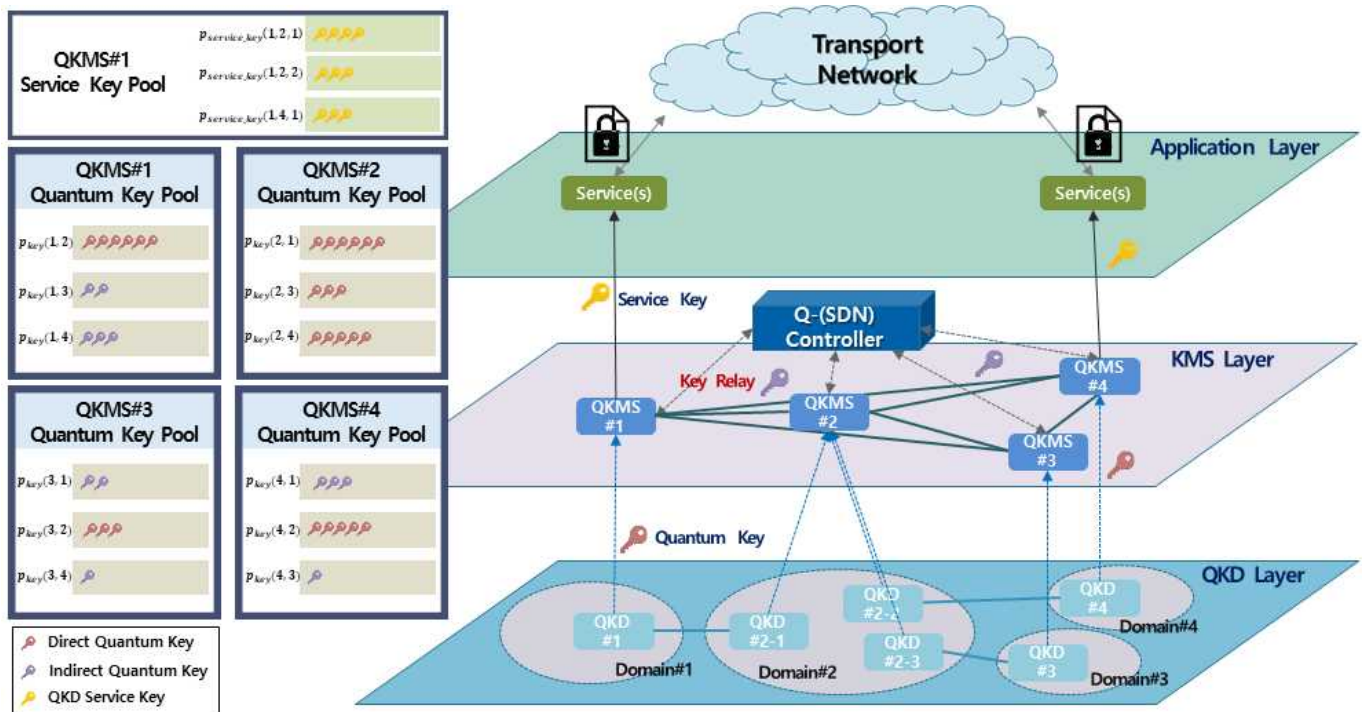 QKMS#1
Service Key Pool
p_service_key(1,2,1)
p_service_key(1,2,2)
p_service_key(1,4,1)
QKMS#1
Quantum Key Pool
p_key(1,2)
p_key(1,3)
p_key(1,4)
QKMS#2
Quantum Key Pool
p_key(2,1)
p_key(2,3)
p_key(2,4)
QKMS#3
Quantum Key Pool
p_key(3,1)
p_key(3,2)
p_key(3,4)
QKMS#4
Quantum Key Pool
p_key(4,1)
p_key(4,2)
p_key(4,3)
Direct Quantum Key
Indirect Quantum Key
QKD Service Key
Transport
Network
Application Layer
Service(s)
Service(s)
Service Key
Q-(SDN)
Controller
KMS Layer
Key Relay
QKMS
#1
QKMS
#2
QKMS
#3
QKMS
#4
Quantum Key
QKD Layer
QKD
#1
QKD
#2-1
QKD
#2-2
QKD
#2-3
QKD
#3
QKD
#4
Domain#1
Domain#2
Domain#3
Domain#4